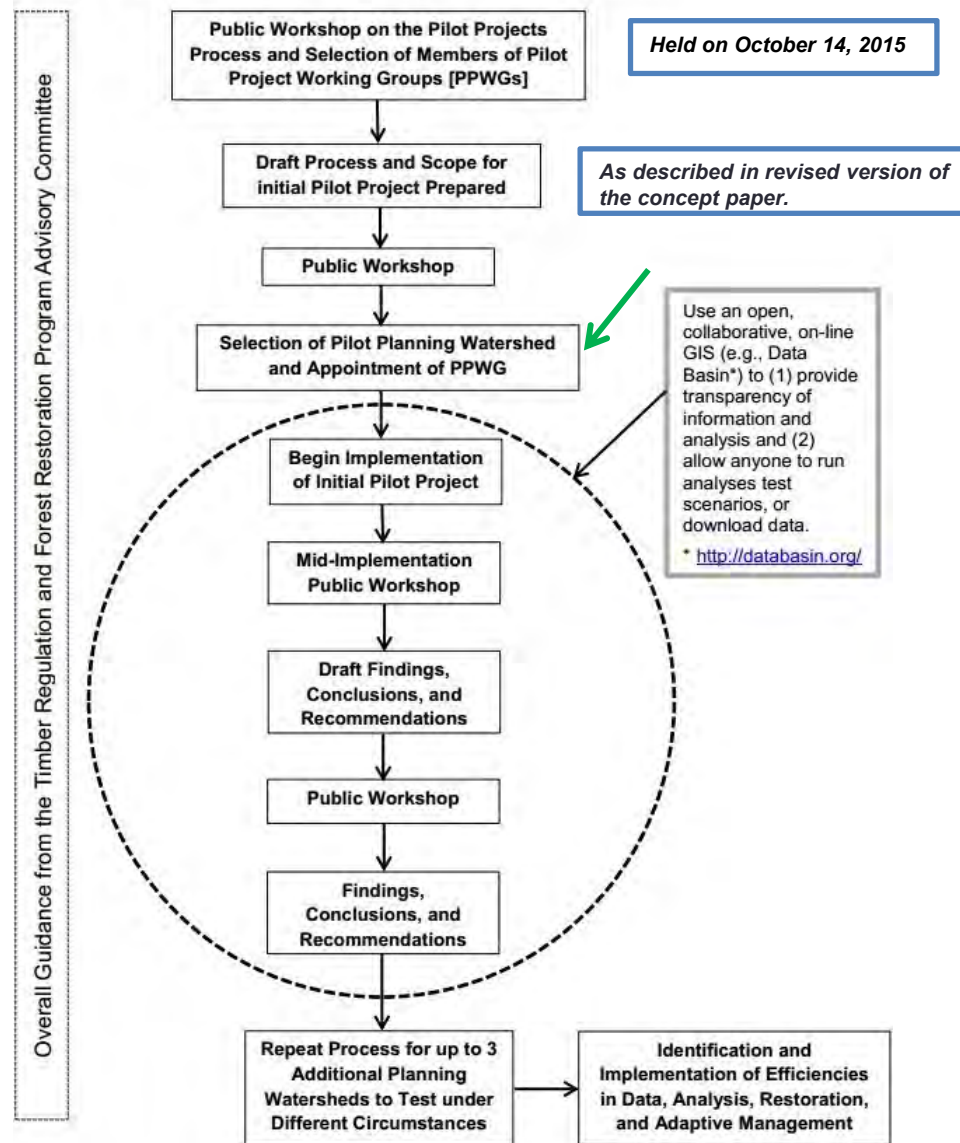 Overall Guidance from the Timber Regulation and Forest Restoration Program Advisory Committee
Public Workshop on the Pilot Projects
Process and Selection of Members of Pilot
Project Working Groups [PPWGs]
Held on October 14, 2015
Draft Process and Scope for
initial Pilot Project Prepared
As described in revised version of
the concept paper.
Public Workshop
Selection of Pilot Planning Watershed
and Appointment of PPWG
Use an open,
collaborative, on-line
GIS (e.g., Data
Basin*) to (1) provide
transparency of
information and
analysis and (2)
allow anyone to run
analyses test
scenarios, or
download data.
* http://databasin.org/
Begin Implementation
of Initial Pilot Project
Mid-Implementation
Public Workshop
Draft Findings,
Conclusions, and
Recommendations
Public Workshop
Findings,
Conclusions, and
Recommendations
Repeat Process for up to 3
Additional Planning
Watersheds to Test under
Different Circumstances
Identification and
Implementation of Efficiencies
in Data, Analysis, Restoration,
and Adaptive Management